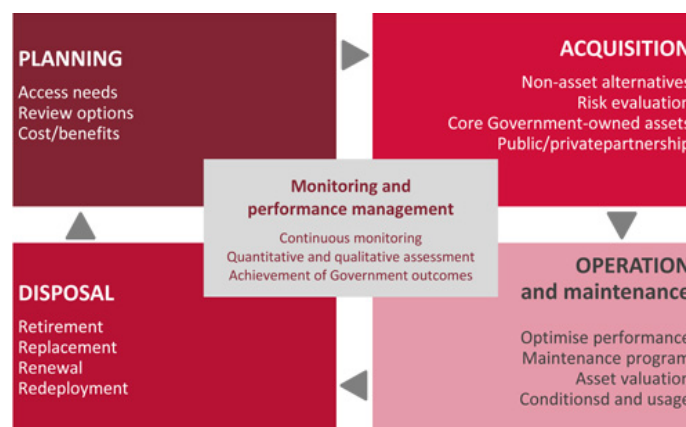 PLANNING
Access needs
Review options
Cost/benefits
ACQUISITION
Non-asset alternatives
Risk evaluation
Core Government-owned assets
Public/privatepartnership
Monitoring and
performance management
Continuous monitoring
Quantitative and qualitative assessment
Achievement of Government outcomes
DISPOSAL
Retirement
Replacement
Renewal
Redeployment
OPERATION
and maintenance
Optimise performance
Maintenance program
Asset valuation
Conditionsd and usage